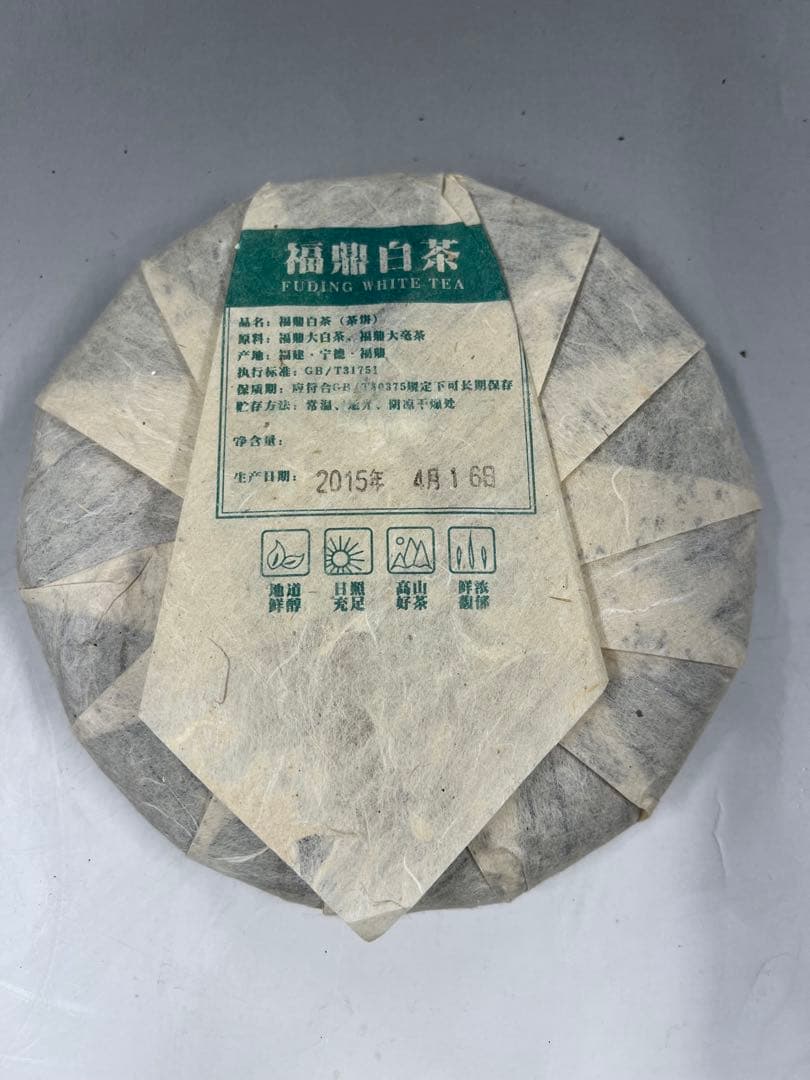 福鼎白茶
FUDING WHITE TEA
品名：福鼎白茶（茶饼）
原料：福鼎大白茶、福鼎大毫茶
产地：福建·宁德·福鼎
执行标准：GB/T31751
保质期：应符合GB/T30375规定下可长期保存
贮存方法：常温、避光、阴凉干燥处
净含量：
生产日期： 2015年 4月16日
地道 日照 高山 鲜浓
鲜醇 充足 好茶 馥郁